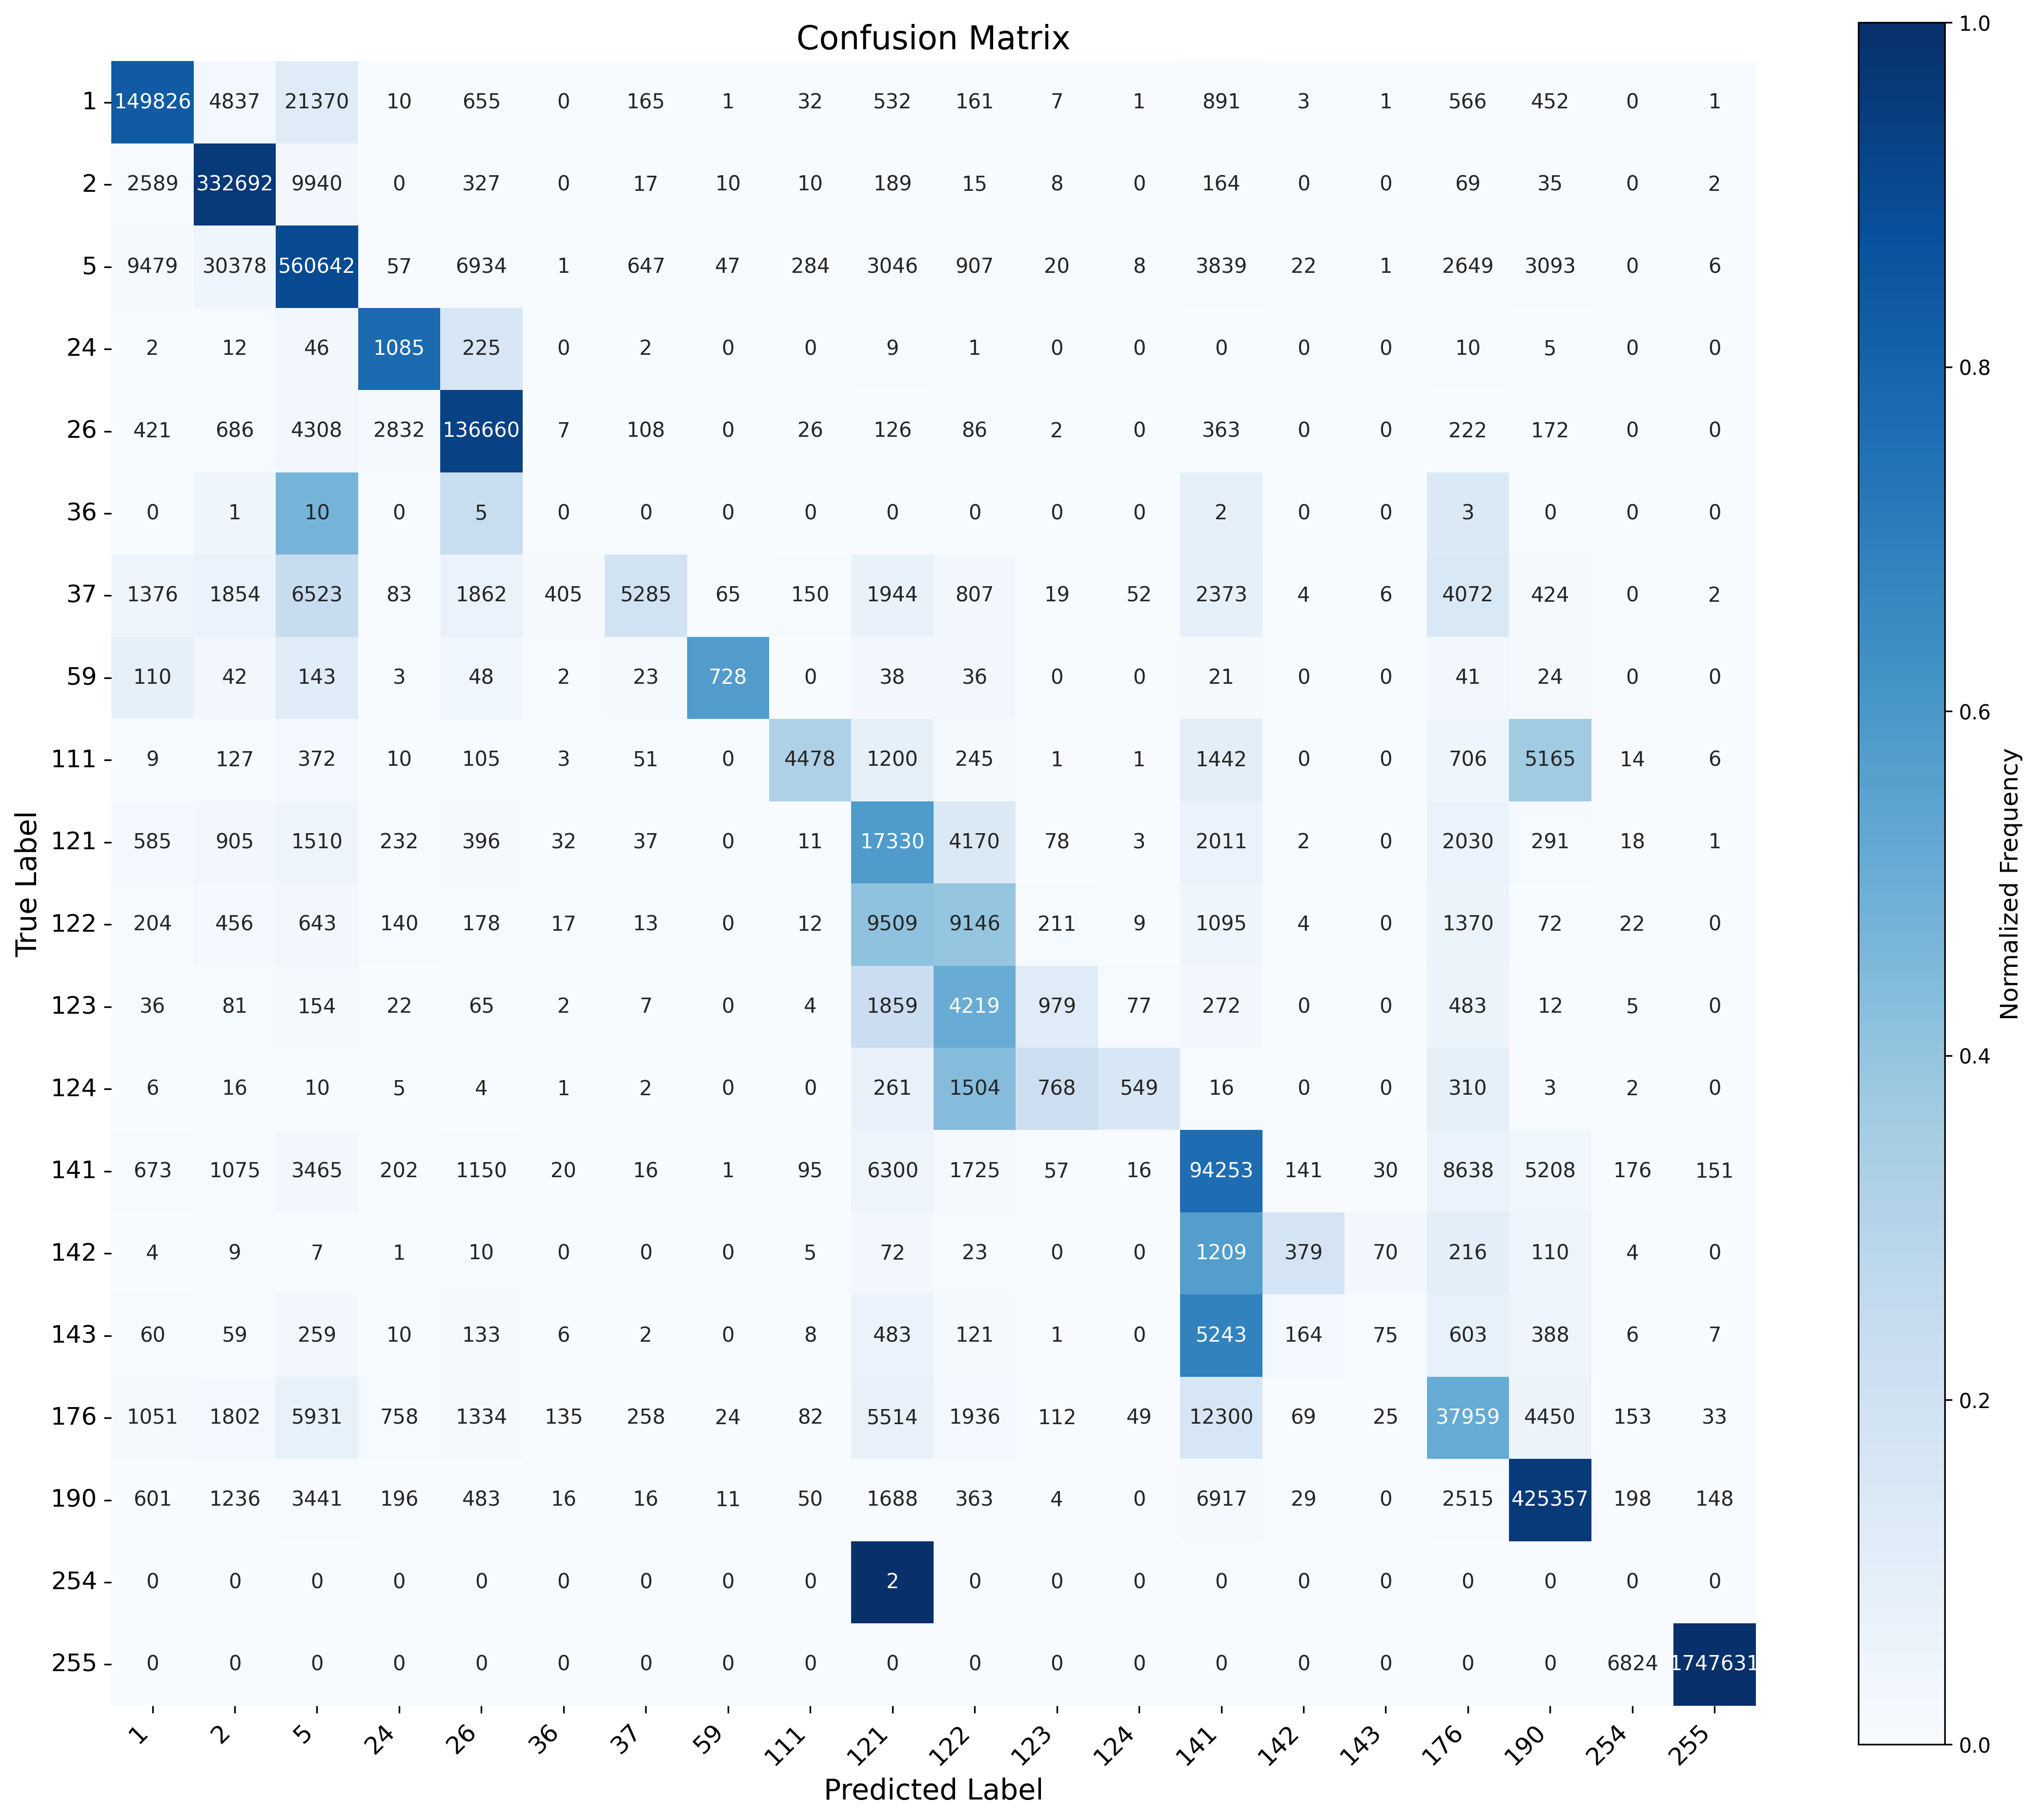 Confusion Matrix
1 149826 4837 21370 10 655 0 165 1 32 532 161 7 1 891 3 1 566 452 0 1
2 2589 332692 9940 0 327 0 17 10 10 189 15 8 0 164 0 0 69 35 0 2
5 9479 30378 560642 57 6934 1 647 47 284 3046 907 20 8 3839 22 1 2649 3093 0 6
24 2 12 46 1085 225 0 2 0 0 9 1 0 0 0 0 0 10 5 0 0
26 421 686 4308 2832 136660 7 108 0 26 126 86 2 0 363 0 0 222 172 0 0
36 0 1 10 0 5 0 0 0 0 0 0 0 0 2 0 0 3 0 0 0
37 1376 1854 6523 83 1862 405 5285 65 150 1944 807 19 52 2373 4 6 4072 424 0 2
59 110 42 143 3 48 2 23 728 0 38 36 0 0 21 0 0 41 24 0 0
111 9 127 372 10 105 3 51 0 4478 1200 245 1 1 1442 0 0 706 5165 14 6
121 585 905 1510 232 396 32 37 0 11 17330 4170 78 3 2011 2 0 2030 291 18 1
122 204 456 643 140 178 17 13 0 12 9509 9146 211 9 1095 4 0 1370 72 22 0
123 36 81 154 22 65 2 7 0 4 1859 4219 979 77 272 0 0 483 12 5 0
124 6 16 10 5 4 1 2 0 0 261 1504 768 549 16 0 0 310 3 2 0
141 673 1075 3465 202 1150 20 16 1 95 6300 1725 57 16 94253 141 30 8638 5208 176 151
142 4 9 7 1 10 0 0 0 5 72 23 0 0 1209 379 70 216 110 4 0
143 60 59 259 10 133 6 2 0 8 483 121 1 0 5243 164 75 603 388 6 7
176 1051 1802 5931 758 1334 135 258 24 82 5514 1936 112 49 12300 69 25 37959 4450 153 33
190 601 1236 3441 196 483 16 16 11 50 1688 363 4 0 6917 29 0 2515 425357 198 148
254 0 0 0 0 0 0 0 0 0 2 0 0 0 0 0 0 0 0 0 0
255 0 0 0 0 0 0 0 0 0 0 0 0 0 0 0 0 0 0 6824 1747631
1 2 5 24 26 36 37 59 111 121 122 123 124 141 142 143 176 190 254 255
Predicted Label
True Label
1.0
0.8
0.6
0.4
0.2
0.0
Normalized Frequency